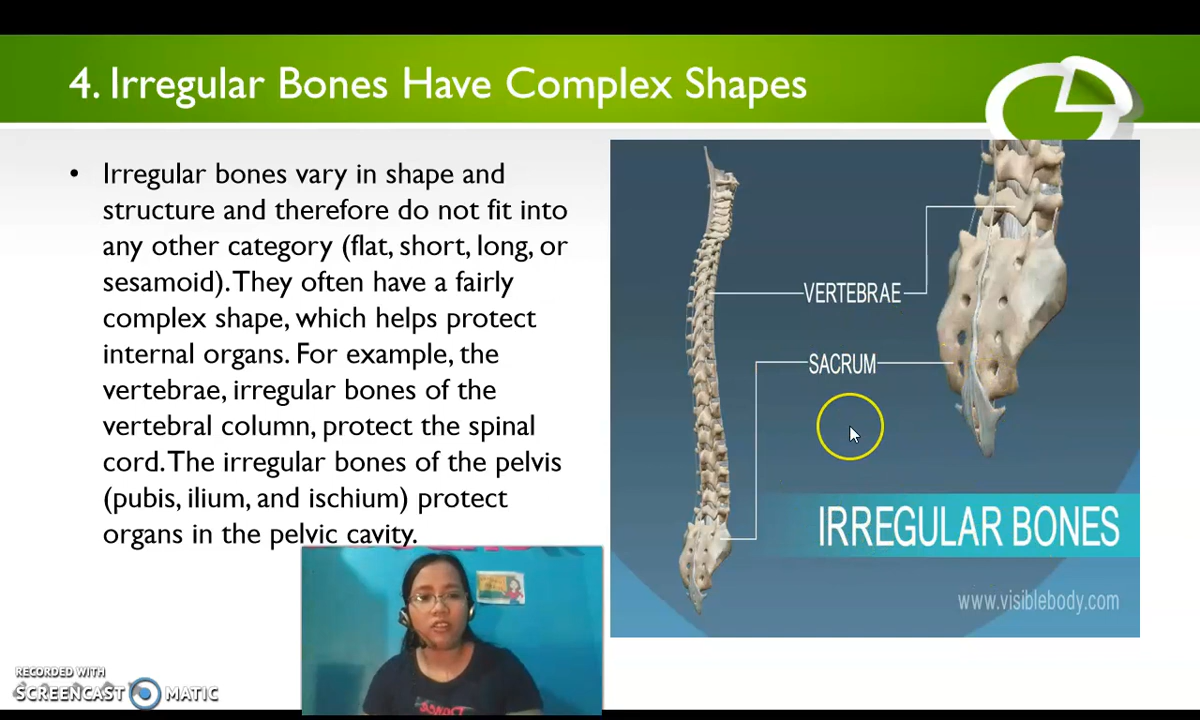 4. Irregular Bones Have Complex Shapes
• Irregular bones vary in shape and
structure and therefore do not fit into
any other category (flat, short, long, or
sesamoid). They often have a fairly
complex shape, which helps protect
internal organs. For example, the
vertebrae, irregular bones of the
vertebral column, protect the spinal
cord. The irregular bones of the pelvis
(pubis, ilium, and ischium) protect
organs in the pelvic cavity.
VERTEBRAE
SACRUM
IRREGULAR BONES
www.visiblebody.com
RECORDED WITH
SCREENCAST MATIC